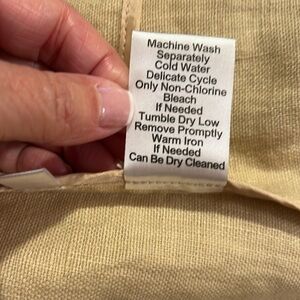 Machine Wash
Separately
Cold Water
Delicate Cycle
Only Non-Chlorine
Bleach
If Needed
Tumble Dry Low
Remove Promptly
Warm Iron
If Needed
Can Be Dry Cleaned